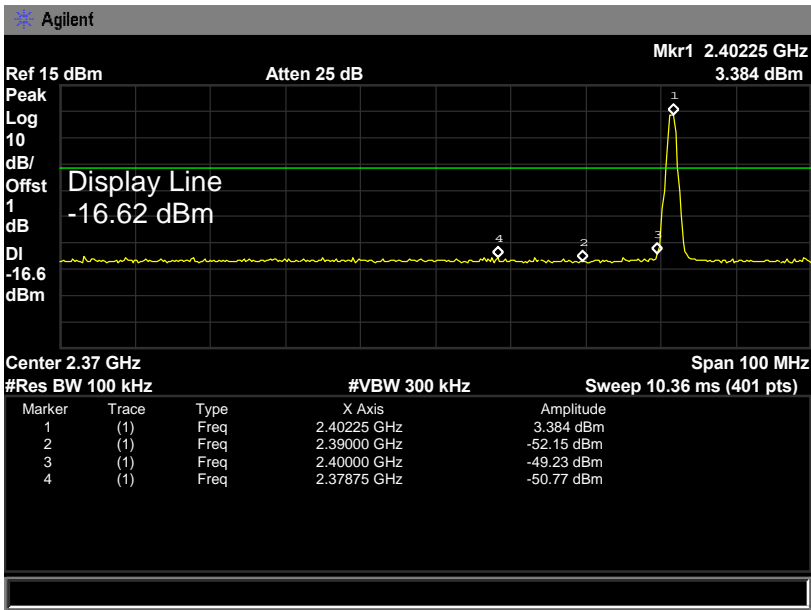 Agilent
Mkr1 2.40225 GHz
Ref 15 dBm Atten 25 dB 3.384 dBm
Peak
Log
10
dB/
Offst
1
dB
DI
-16.6
dBm
1
Display Line
-16.62 dBm
4
2
3
Center 2.37 GHz Span 100 MHz
#Res BW 100 kHz #VBW 300 kHz Sweep 10.36 ms (401 pts)
Marker Trace Type X Axis Amplitude
1 (1) Freq 2.40225 GHz 3.384 dBm
2 (1) Freq 2.39000 GHz -52.15 dBm
3 (1) Freq 2.40000 GHz -49.23 dBm
4 (1) Freq 2.37875 GHz -50.77 dBm